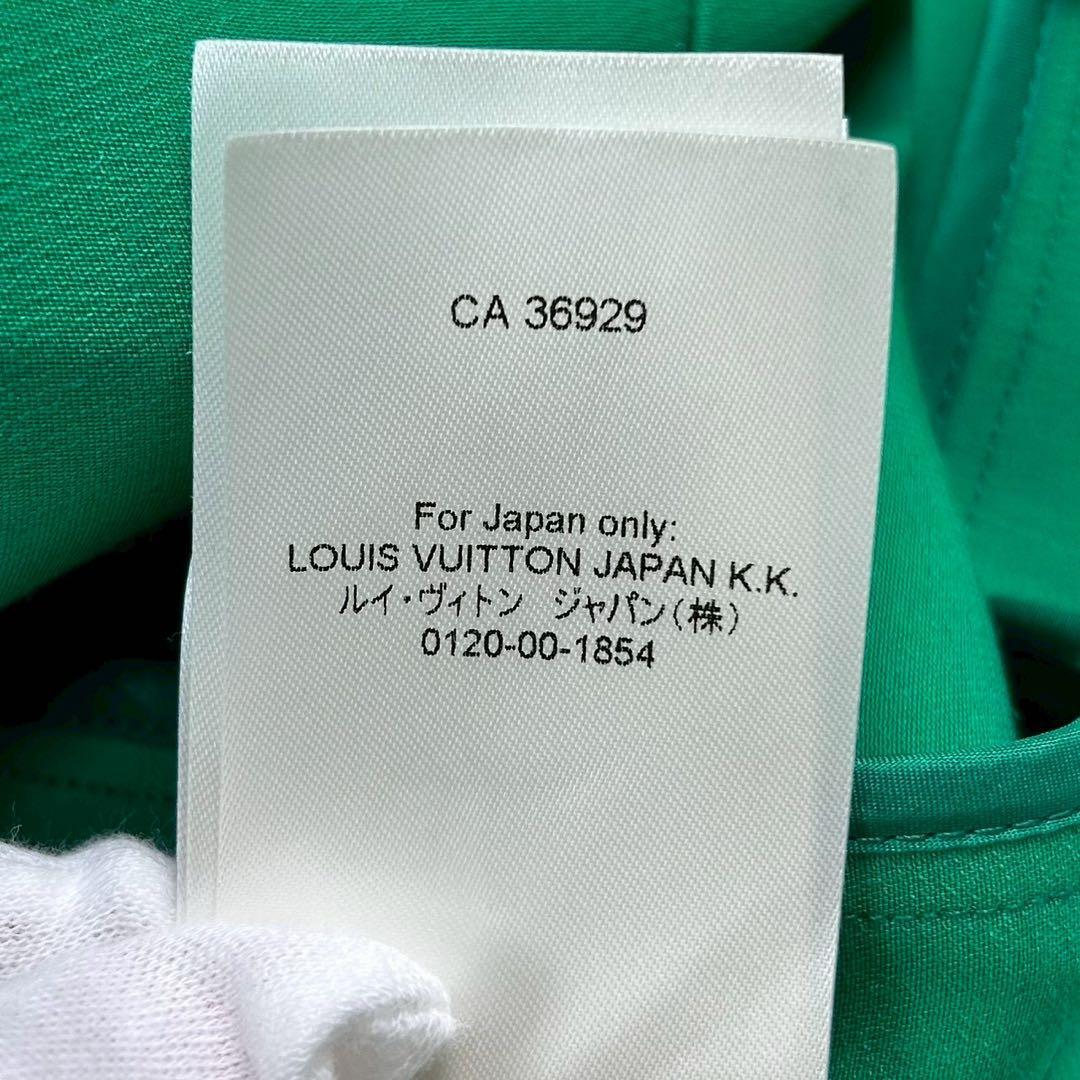 CA 36929
For Japan only:
LOUIS VUITTON JAPAN K.K.
ルイ・ヴィトン ジャパン(株)
0120-00-1854